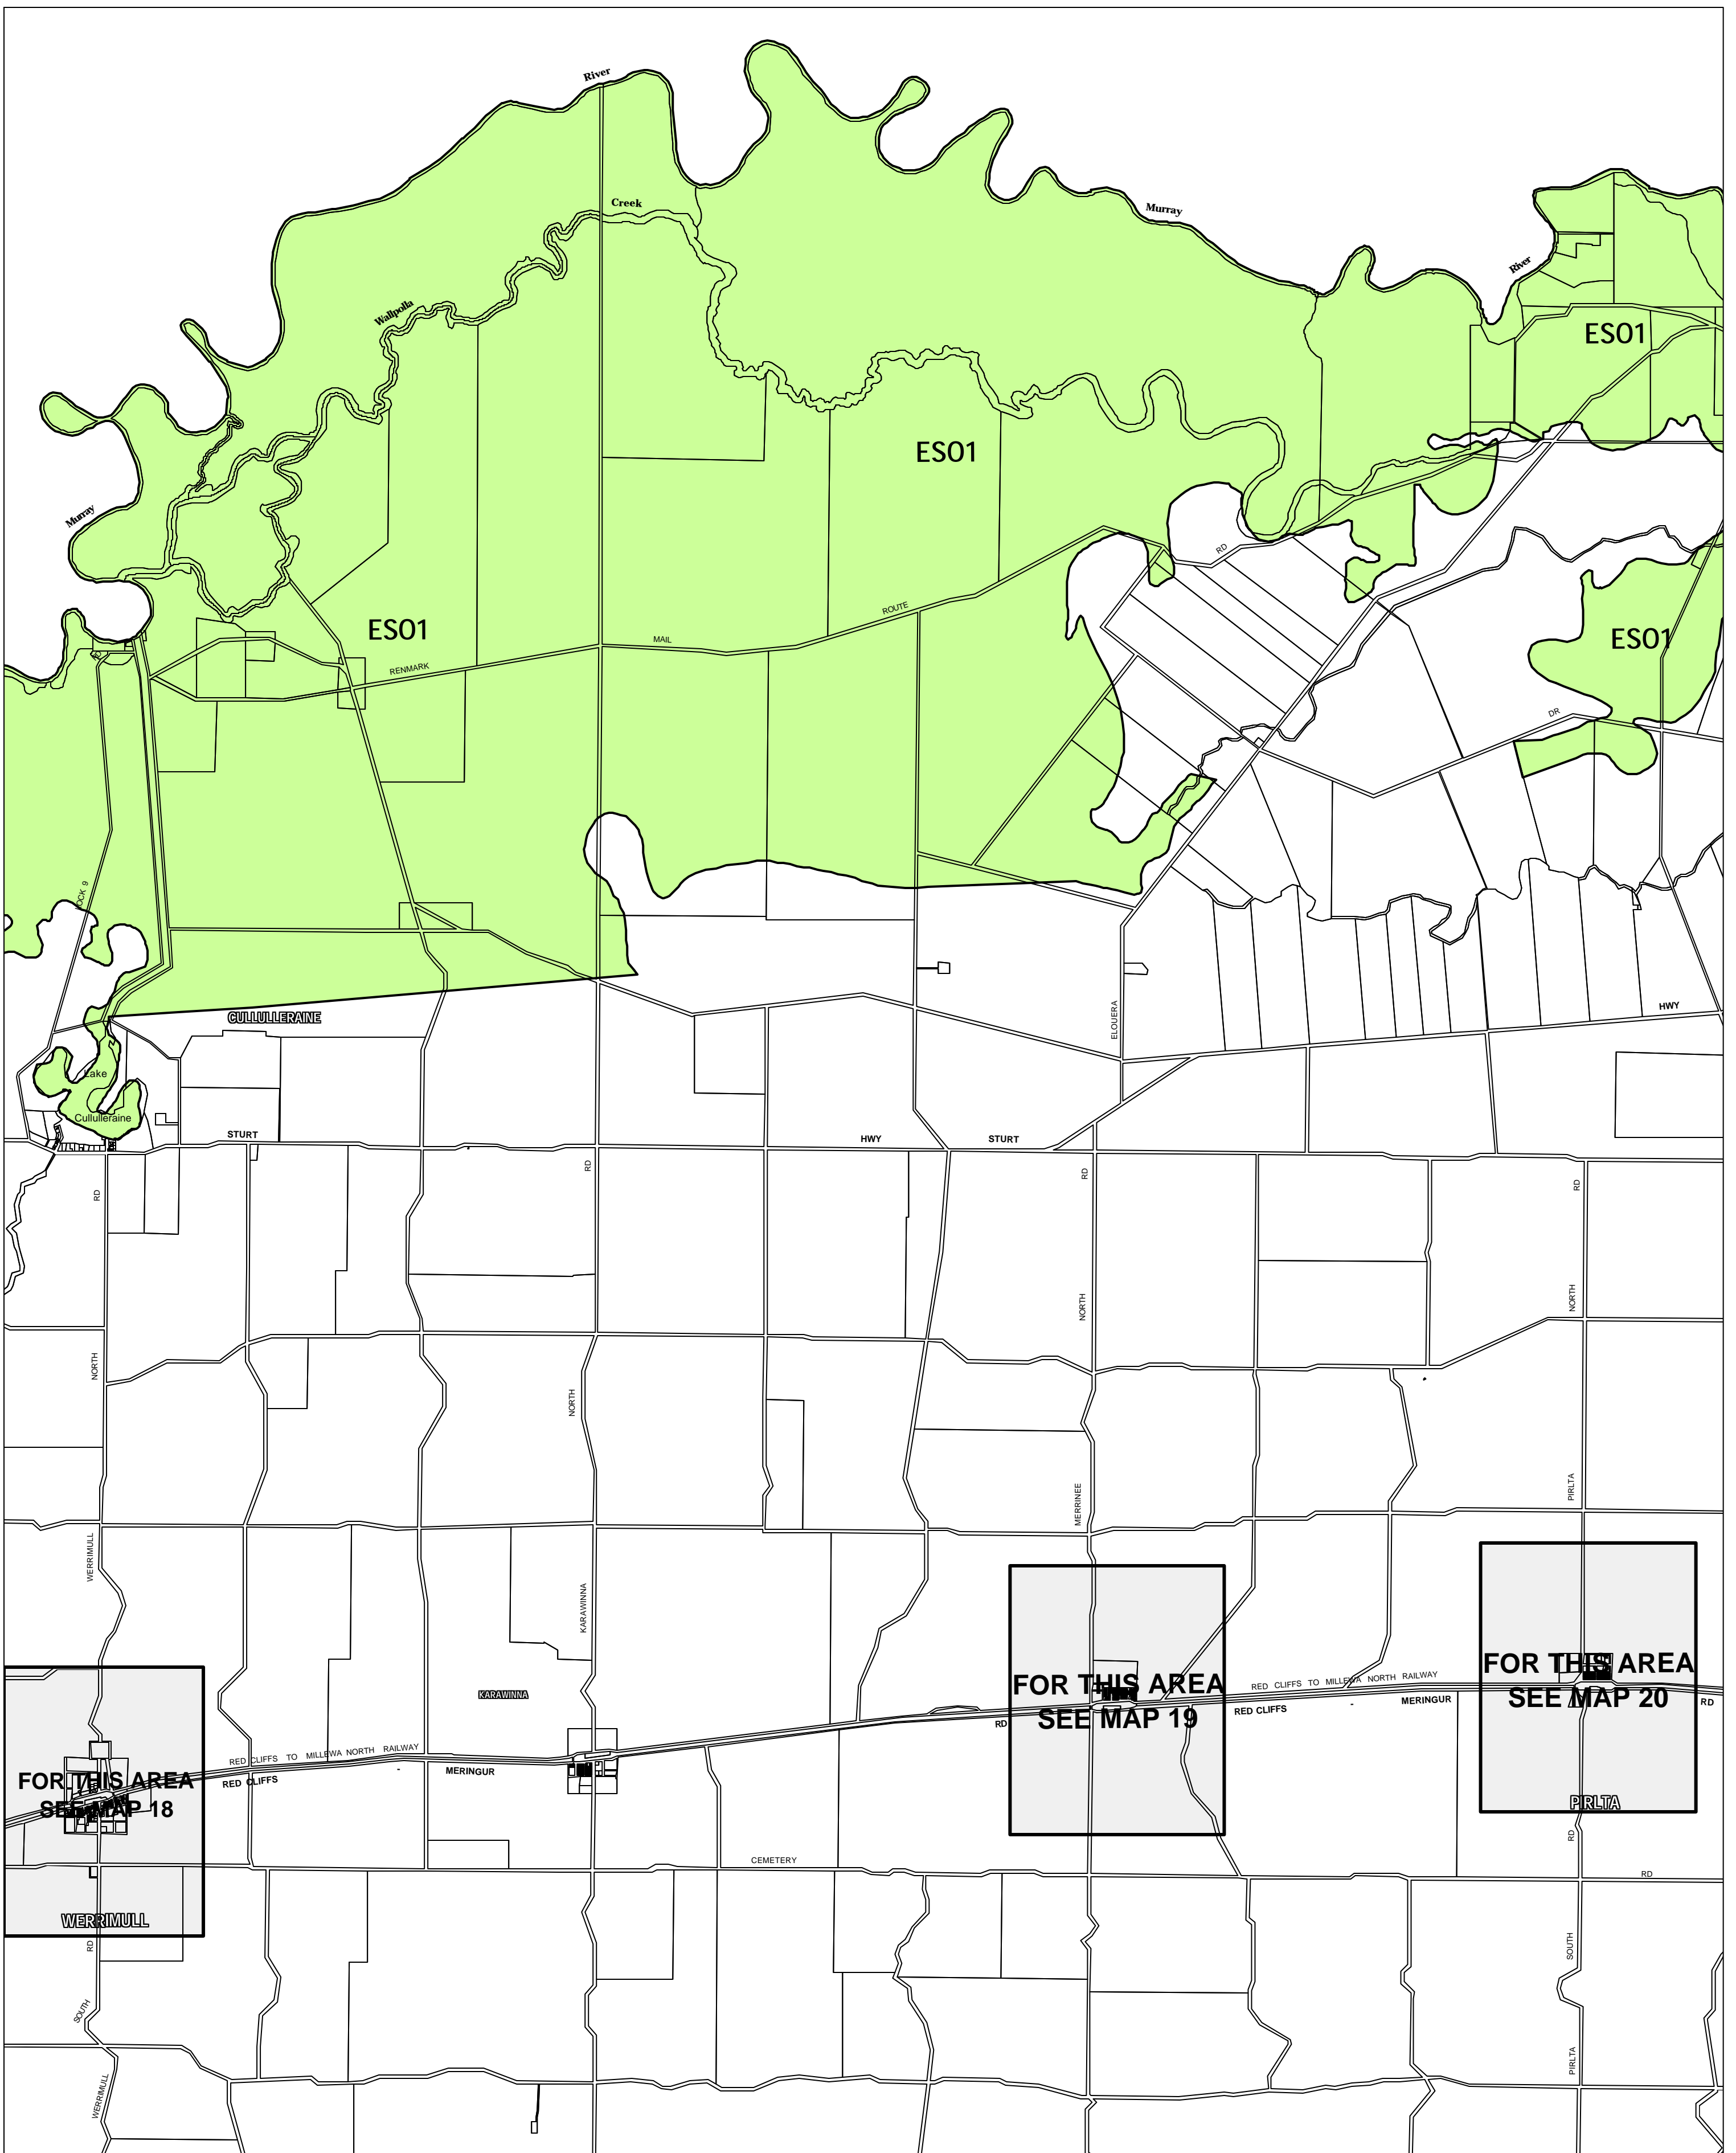 River
Creek
Murray
River
Wallpolla
ES01
ES01
Murray
RD
ROUTE
ES01
MAIL
RENMARK
ES01
DR
LOCK 9
CULLULLERAINE
HWY
ELOUERA
Lake
Cullulleraine
STURT
HWY
STURT
RD
RD
RD
RD
NORTH
NORTH
NORTH
NORTH
MERRINEE
PIRLTA
WERRIMULL
KARAWINNA
KARAWINNA
FOR THIS AREA
SEE MAP 19
RED CLIFFS TO MILLEWA NORTH RAILWAY
RED CLIFFS - MERINGUR RD
FOR THIS AREA
SEE MAP 20
RD
RED CLIFFS TO MILLEWA NORTH RAILWAY
RED CLIFFS - MERINGUR
FOR THIS AREA
SEE MAP 18
PIRLTA
RD
CEMETERY
RD
WERRIMULL
RD
SOUTH
SOUTH
PIRLTA
WERRIMULL